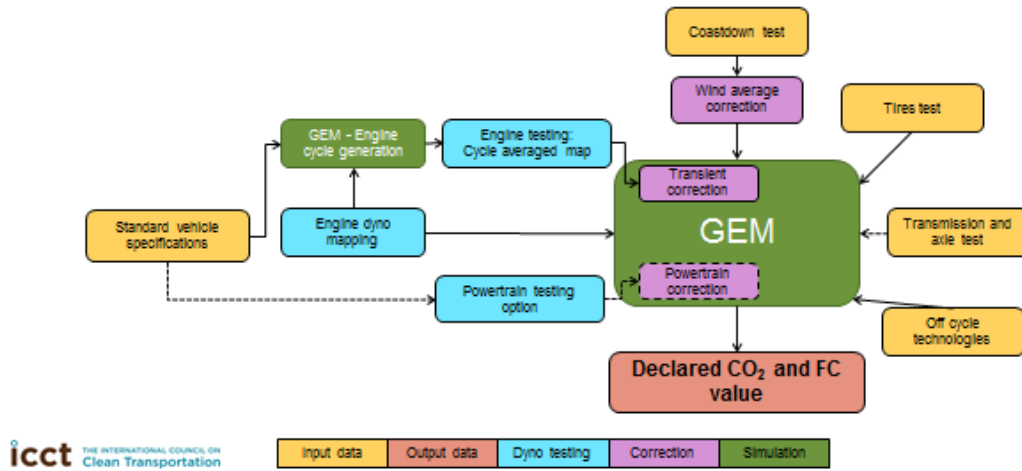 Coastdown test
Wind average
correction
Tires test
GEM - Engine
cycle generation
Engine testing:
Cycle averaged map
Transient
correction
GEM
Standard vehicle
specifications
Engine dyno
mapping
Transmission and
axle test
Powertrain testing
option
Powertrain
correction
Off cycle
technologies
Declared CO₂ and FC
value
icct THE INTERNATIONAL COUNCIL ON
Clean Transportation
Input data Output data Dyno testing Correction Simulation